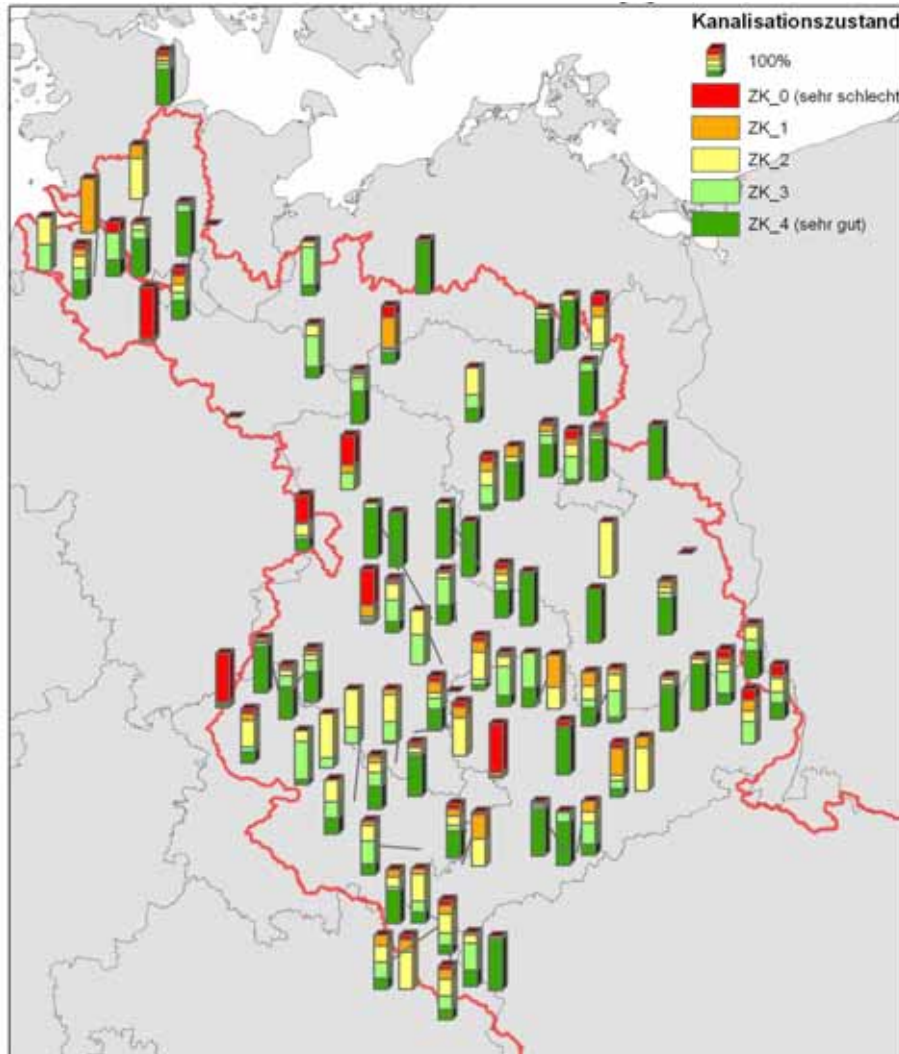 Kanalisationszustand
100%
ZK_0 (sehr schlecht
ZK_1
ZK_2
ZK_3
ZK_4 (sehr gut)